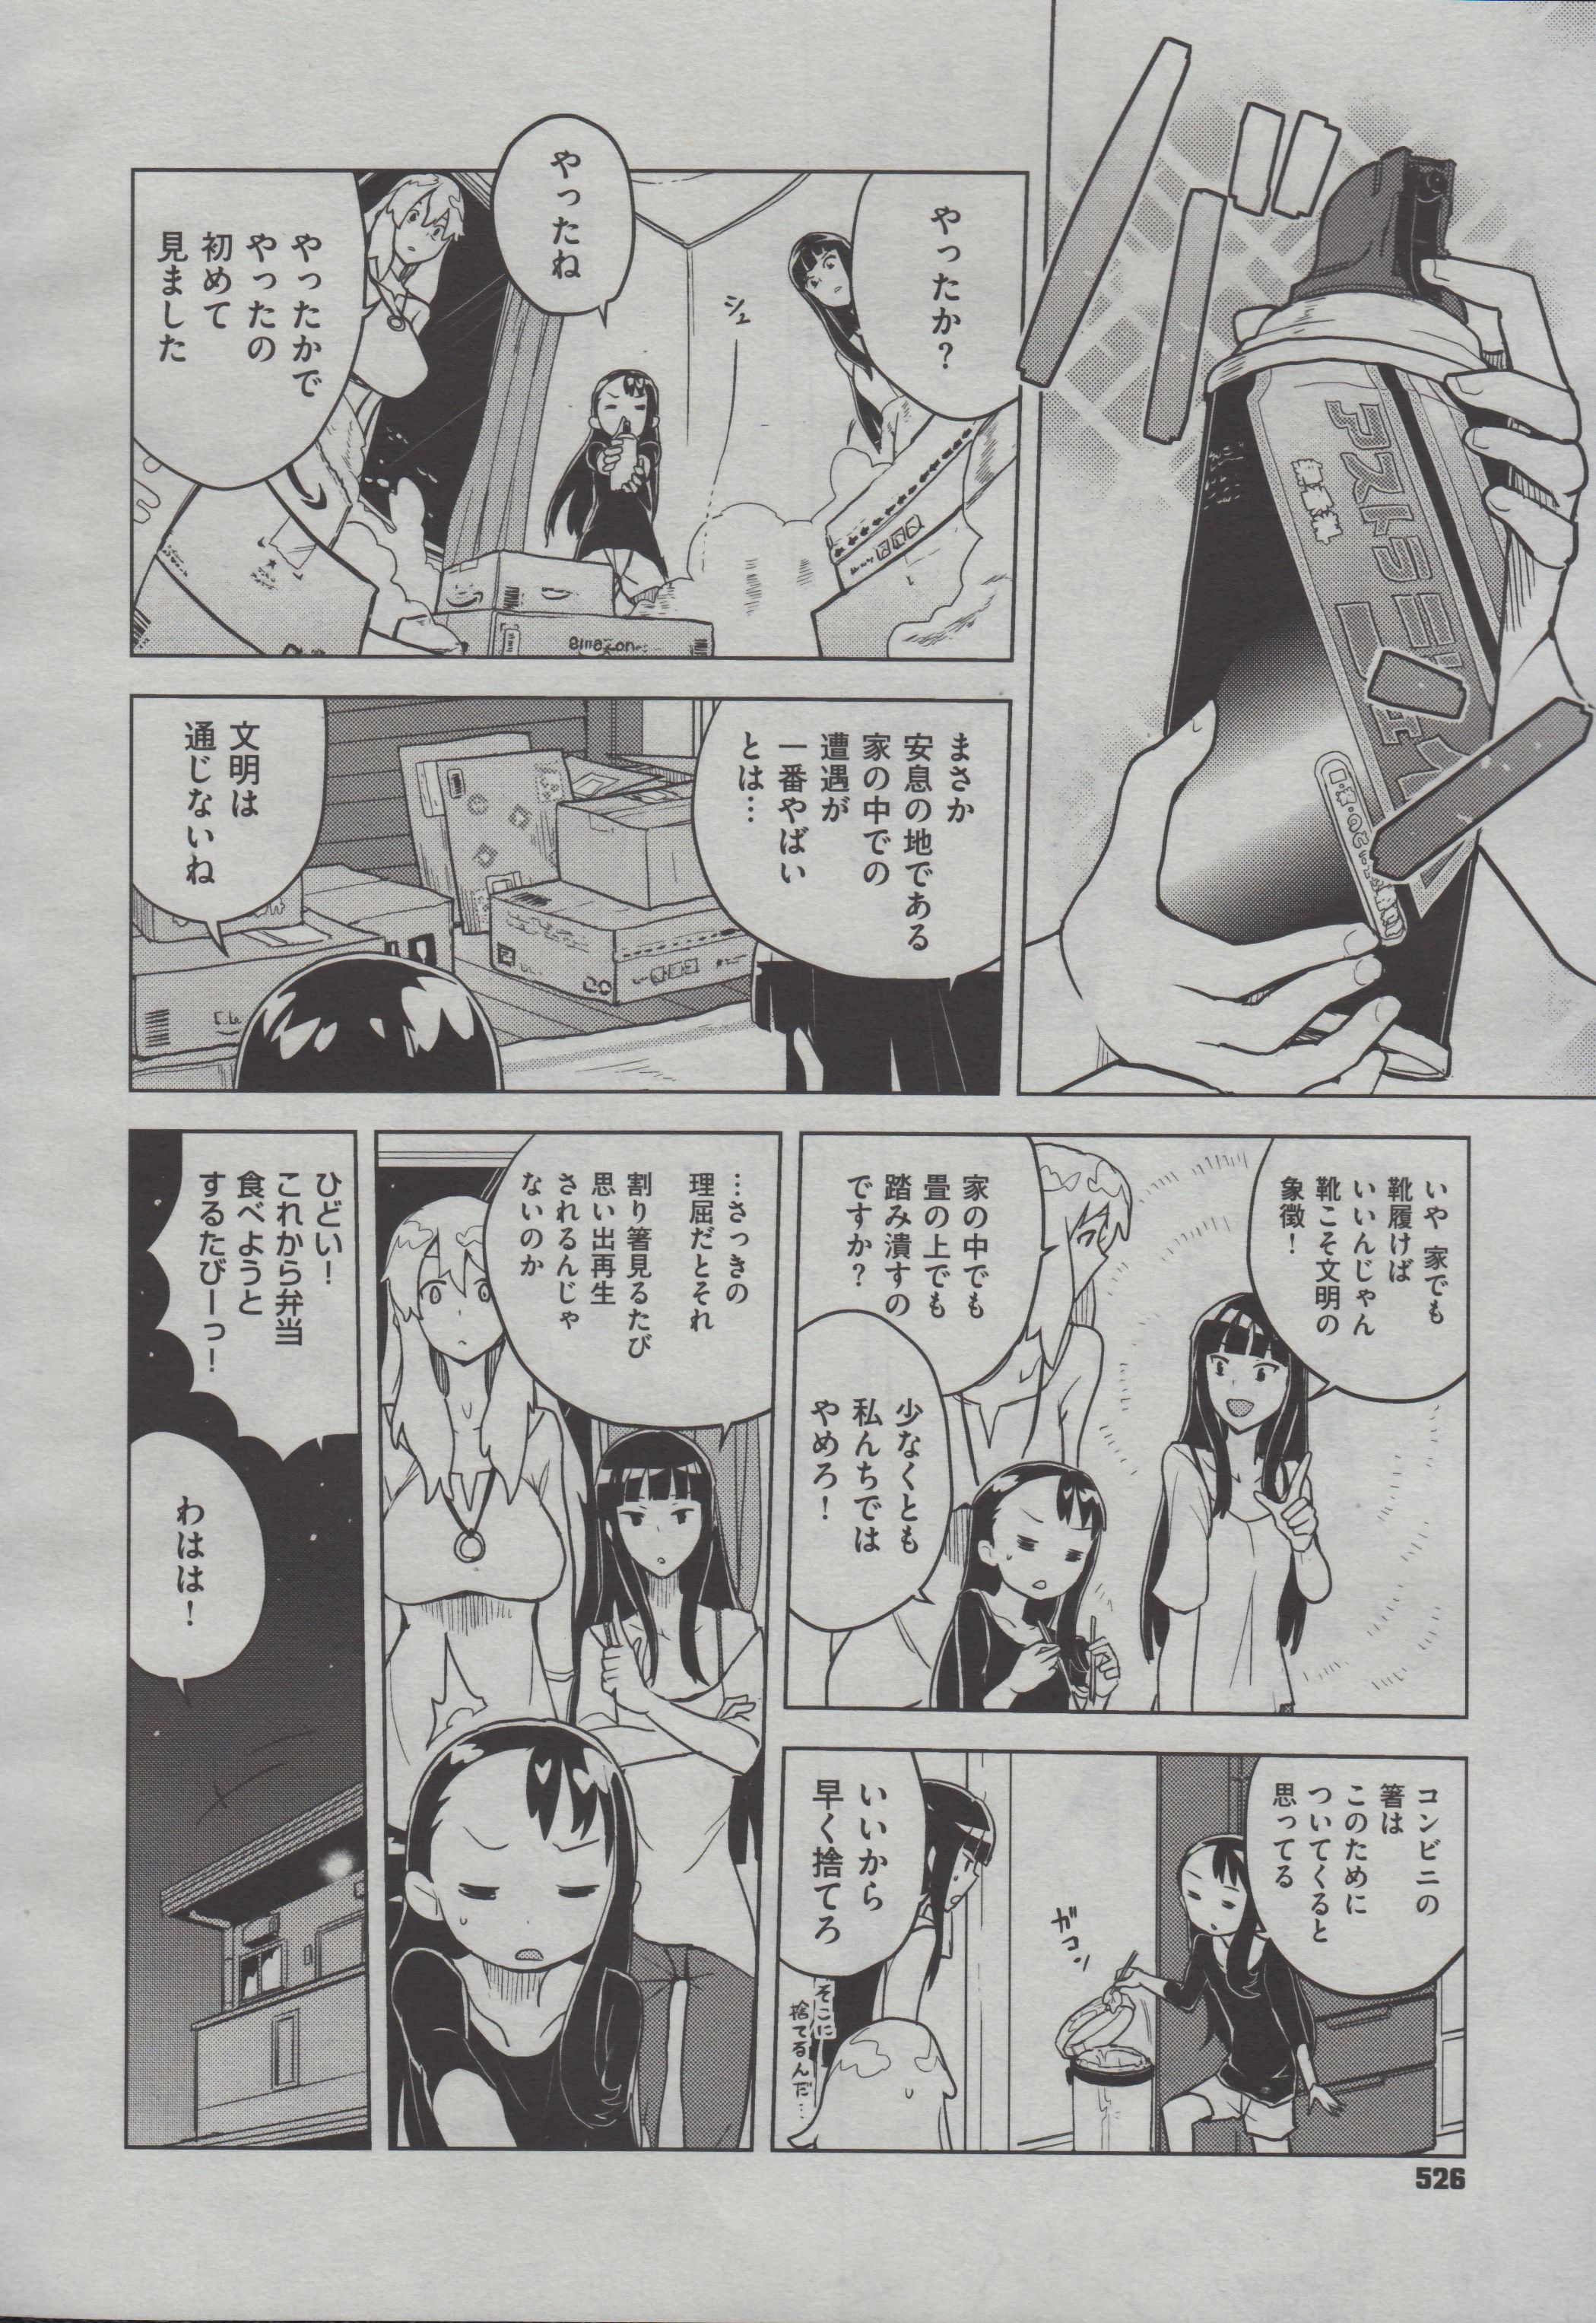 アストラジェット
やったか？
シュ
やったね
やったかで
やったの
初めて
見ました
amazon
まさか
安息の地である
家の中での
遭遇が
一番やばい
とは…
文明は
通じないね
いや 家でも
靴履けば
いいんじゃん
靴こそ文明の
象徴！
家の中でも
畳の上でも
踏み潰すの
ですか？
少なくとも
私んちでは
やめろ！
コンビニの
箸は
このために
ついてくると
思ってる
ガコン
いいから
早く捨てろ
そこに
捨てるんだ…
…さっきの
理屈だとそれ
割り箸見るたび
思い出再生
されるんじゃ
ないのか
ひどい！
これから弁当
食べようと
するたびーっ！
わはは！
526